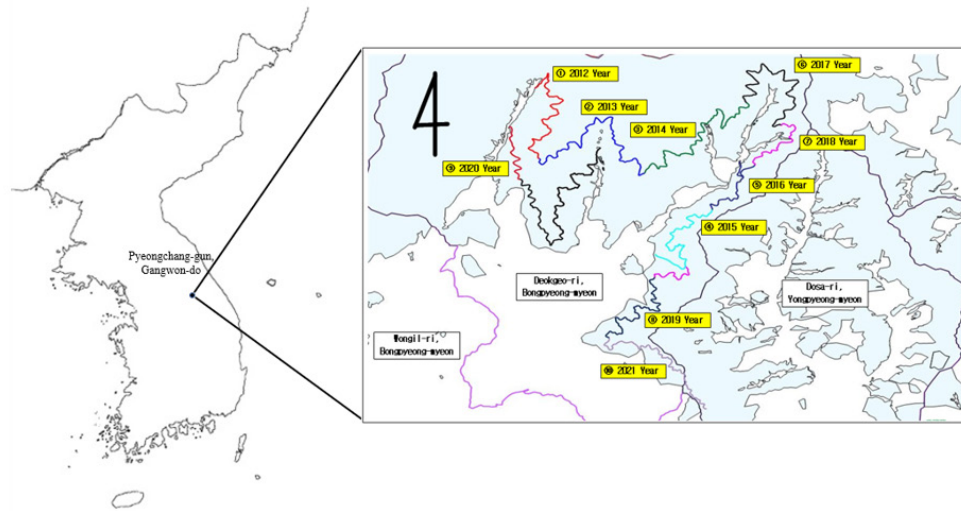 ① 2012 Year
⑥ 2017 Year
② 2013 Year
③ 2014 Year
⑦ 2018 Year
⑨ 2020 Year
⑤ 2016 Year
④ 2015 Year
Pyeongchang-gun,
Gangwon-do
Deokgeo-ri,
Bongpyeong-myeon
Dosa-ri,
Yongpyeong-myeon
⑧ 2019 Year
Wongil-ri,
Bongpyeong-myeon
⑩ 2021 Year